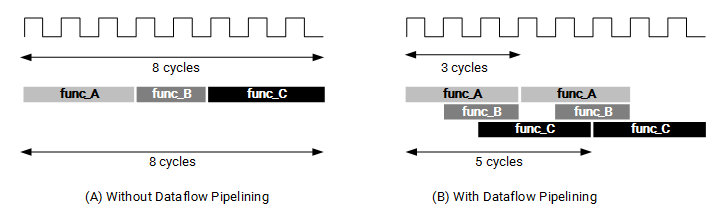 8 cycles
func_A func_B func_C
8 cycles
(A) Without Dataflow Pipelining
3 cycles
func_A func_A
func_B func_B
func_C func_C
5 cycles
(B) With Dataflow Pipelining